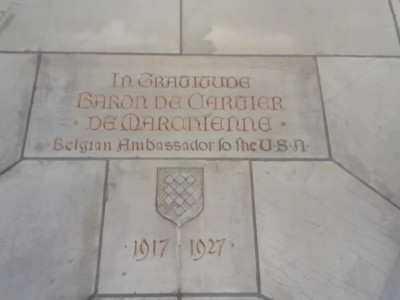 In Gratitude
Baron de Cartier
· de Marchienne ·
· Belgian Ambassador to the U·S·A·
· 1917 · 1927 ·